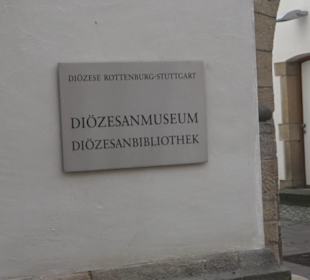 DIÖZESE ROTTENBURG-STUTTGART
DIÖZESANMUSEUM
DIÖZESANBIBLIOTHEK